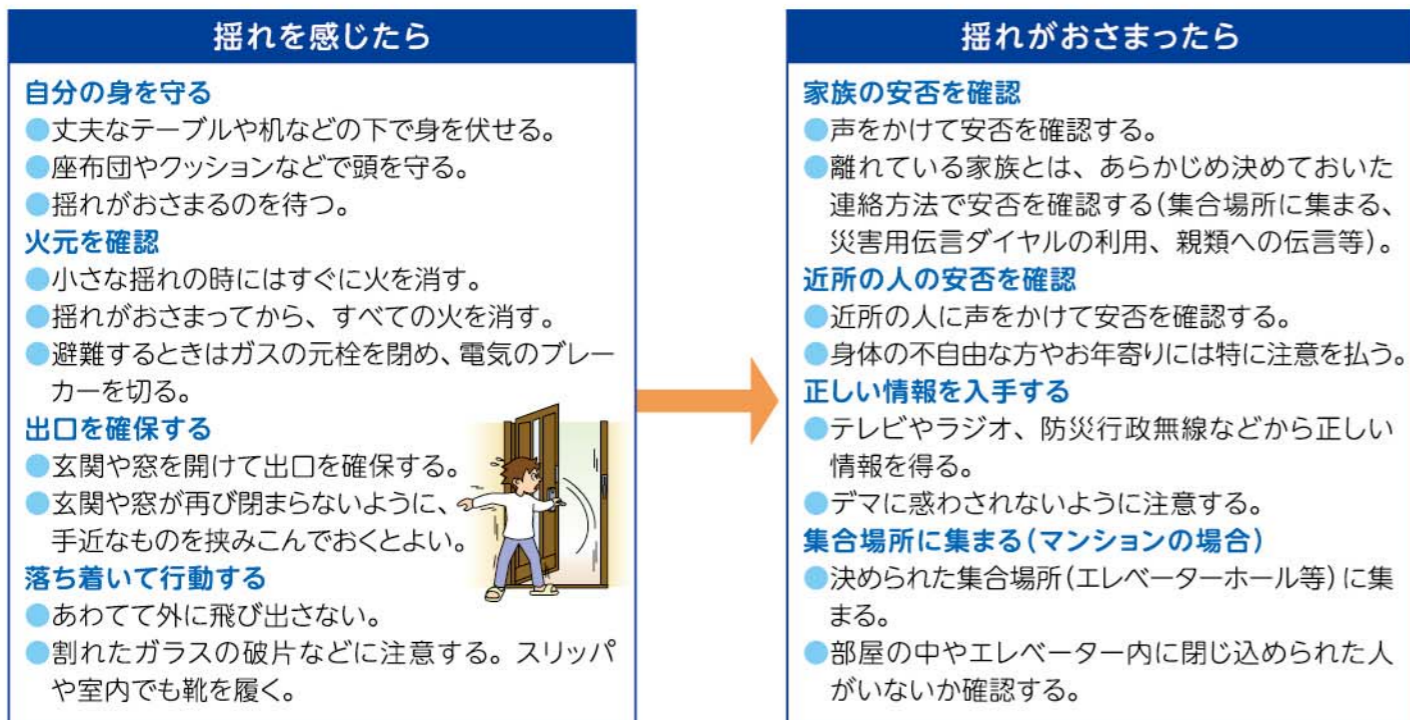 揺れを感じたら
自分の身を守る
●丈夫なテーブルや机などの下で身を伏せる。
●座布団やクッションなどで頭を守る。
●揺れがおさまるのを待つ。
火元を確認
●小さな揺れの時にはすぐに火を消す。
●揺れがおさまってから、すべての火を消す。
●避難するときはガスの元栓を閉め、電気のブレー
カーを切る。
出口を確保する
●玄関や窓を開けて出口を確保する。
●玄関や窓が再び閉まらないように、
手近なものを挟みこんでおくとよい。
落ち着いて行動する
●あわてて外に飛び出さない。
●割れたガラスの破片などに注意する。スリッパ
や室内でも靴を履く。
揺れがおさまったら
家族の安否を確認
●声をかけて安否を確認する。
●離れている家族とは、あらかじめ決めておいた
連絡方法で安否を確認する(集合場所に集まる、
災害用伝言ダイヤルの利用、親類への伝言等)。
近所の人の安否を確認
●近所の人に声をかけて安否を確認する。
●身体の不自由な方やお年寄りには特に注意を払う。
正しい情報を入手する
●テレビやラジオ、防災行政無線などから正しい
情報を得る。
●デマに惑わされないように注意する。
集合場所に集まる(マンションの場合)
●決められた集合場所(エレベーターホール等)に集
まる。
●部屋の中やエレベーター内に閉じ込められた人
がいないか確認する。